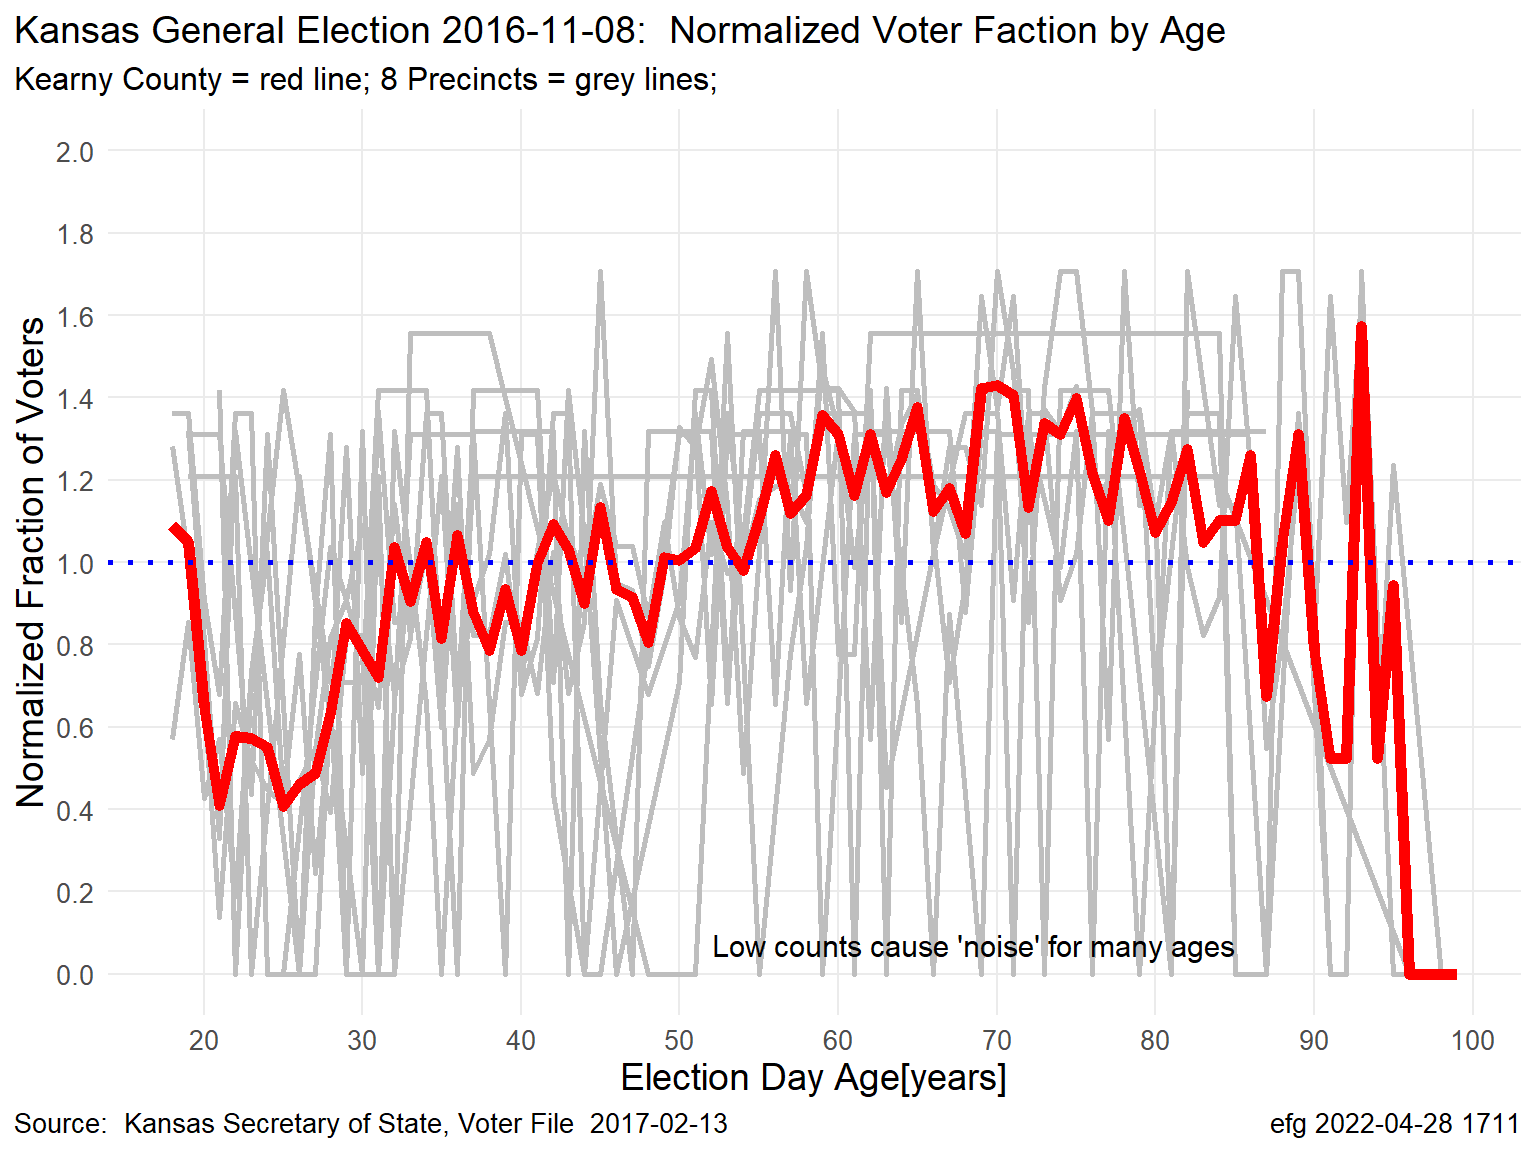 Kansas General Election 2016-11-08:  Normalized Voter Faction by Age
Kearny County = red line; 8 Precincts = grey lines;
Normalized Fraction of Voters
2.0
1.8
1.6
1.4
1.2
1.0
0.8
0.6
0.4
0.2
0.0
Low counts cause 'noise' for many ages
20 30 40 50 60 70 80 90 100
Election Day Age[years]
Source:  Kansas Secretary of State, Voter File  2017-02-13
efg 2022-04-28 1711